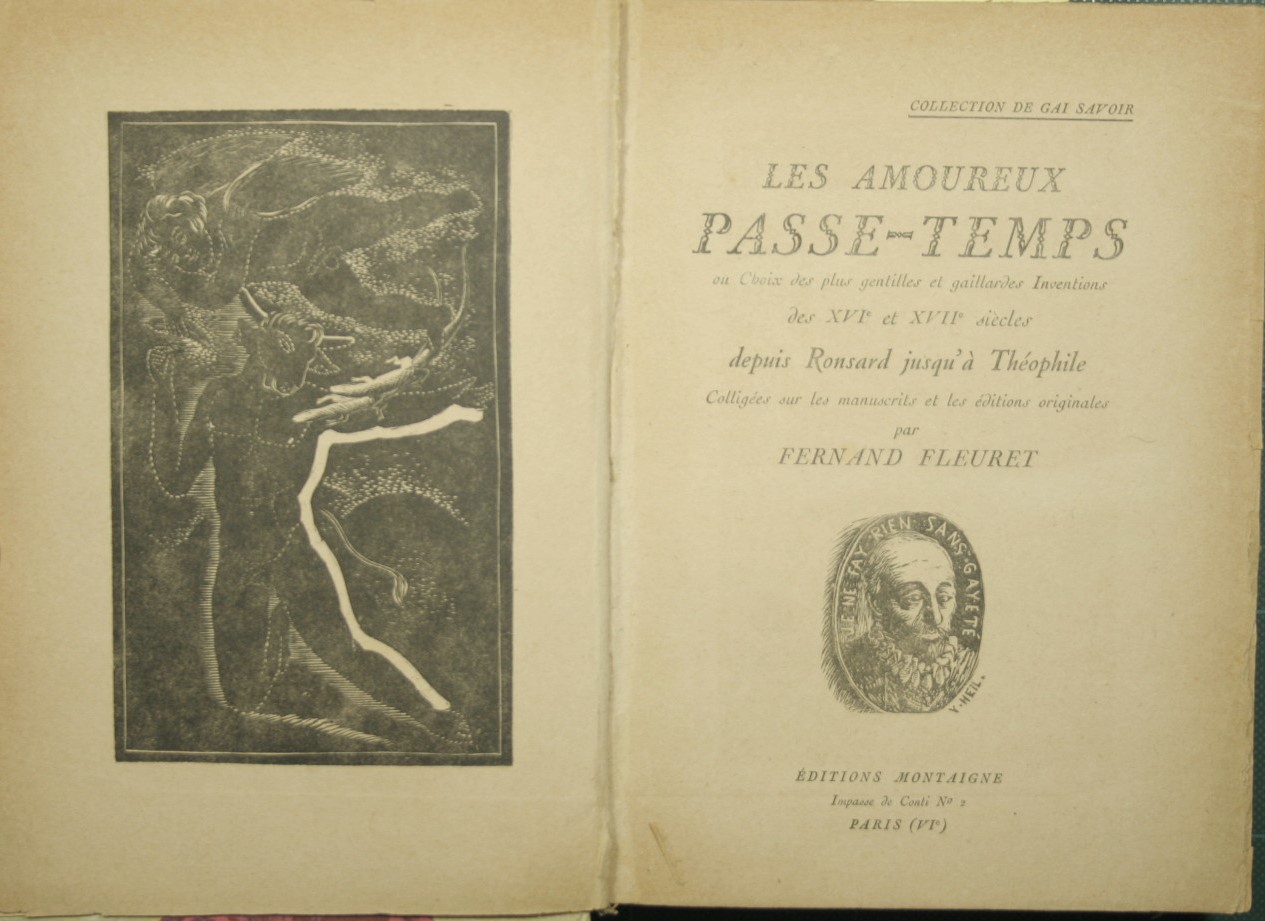 COLLECTION DE GAI SAVOIR
LES AMOUREUX
PASSE-TEMPS
ou Choix des plus gentilles et gaillardes Inventions
des XVIe et XVIIe siècles
depuis Ronsard jusqu'à Théophile
Colligées sur les manuscrits et les éditions originales
par
FERNAND FLEURET
JE NE FAY RIEN SANS GAYETÉ
Y. HEIL.
ÉDITIONS MONTAIGNE
Impasse de Conti No 2
PARIS (VIe)